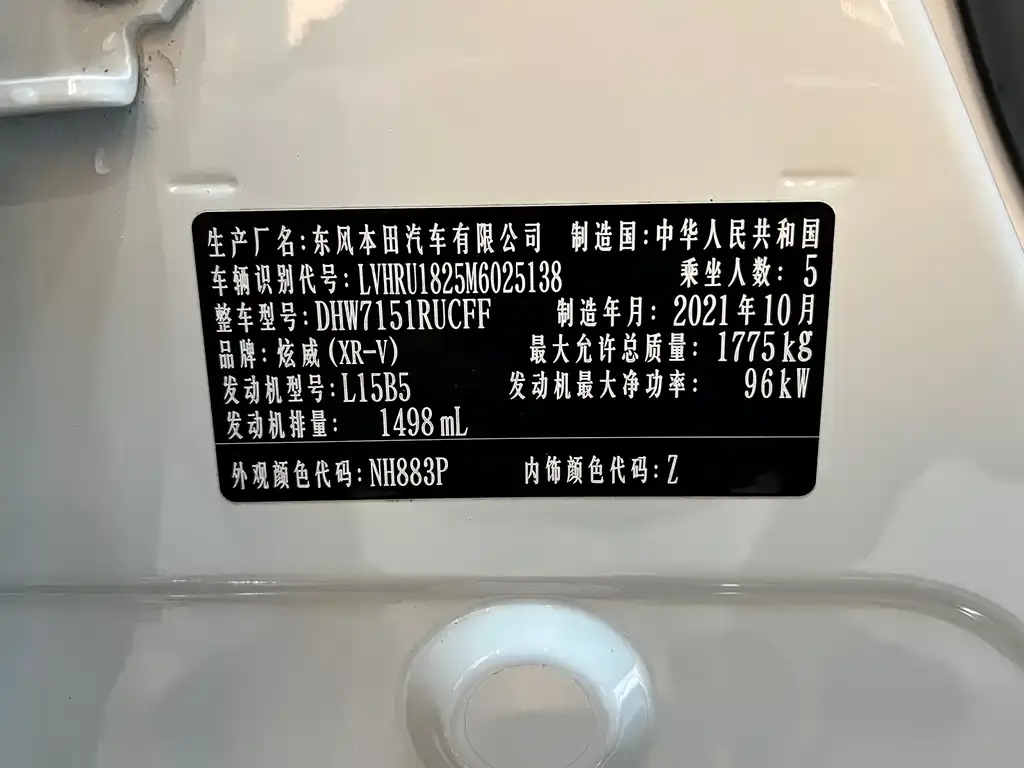 生产厂名:东风本田汽车有限公司 制造国:中华人民共和国
车辆识别代号:LVHRU1825M6025138 乘坐人数: 5
整车型号:DHW7151RUCFF 制造年月: 2021年10月
品牌: 炫威(XR-V) 最大允许总质量: 1775kg
发动机型号:L15B5 发动机最大净功率: 96kW
发动机排量: 1498mL
外观颜色代码:NH883P 内饰颜色代码:Z